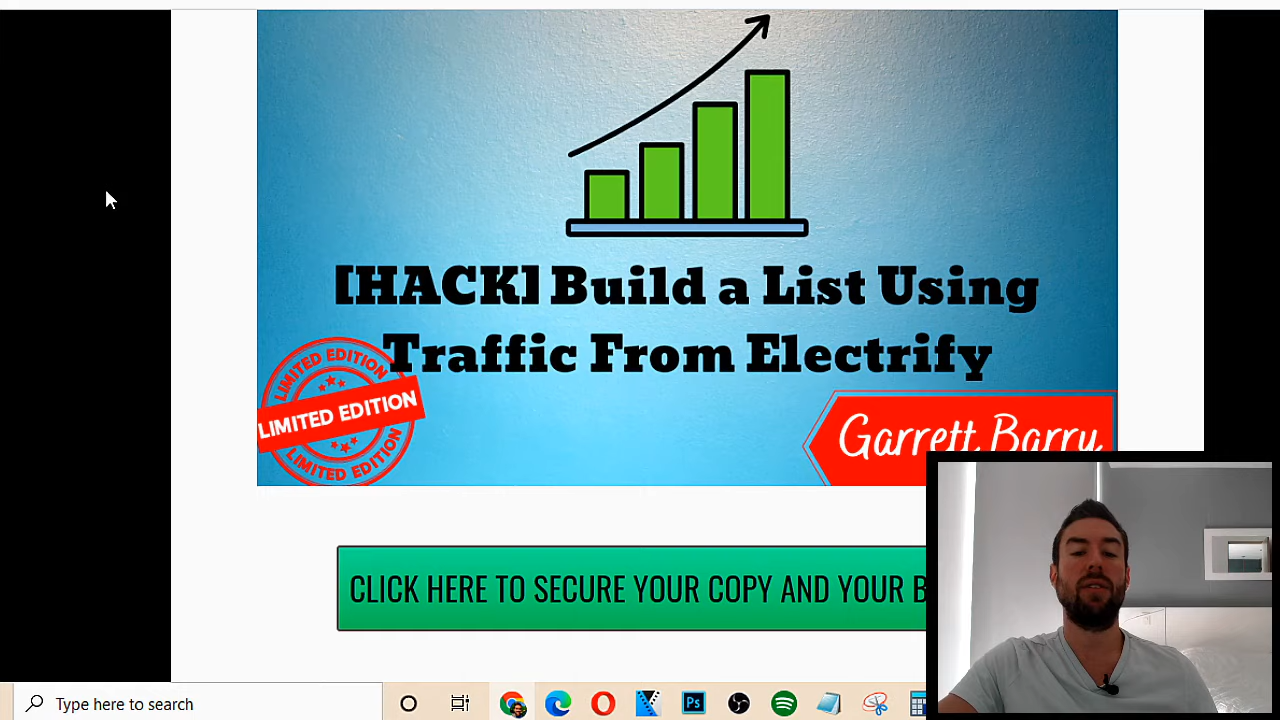 [HACK] Build a List Using
Traffic From Electrify
LIMITED EDITION
LIMITED EDITION
LIMITED EDITION
Garrett Barry
CLICK HERE TO SECURE YOUR COPY AND YOUR
Type here to search
Ps